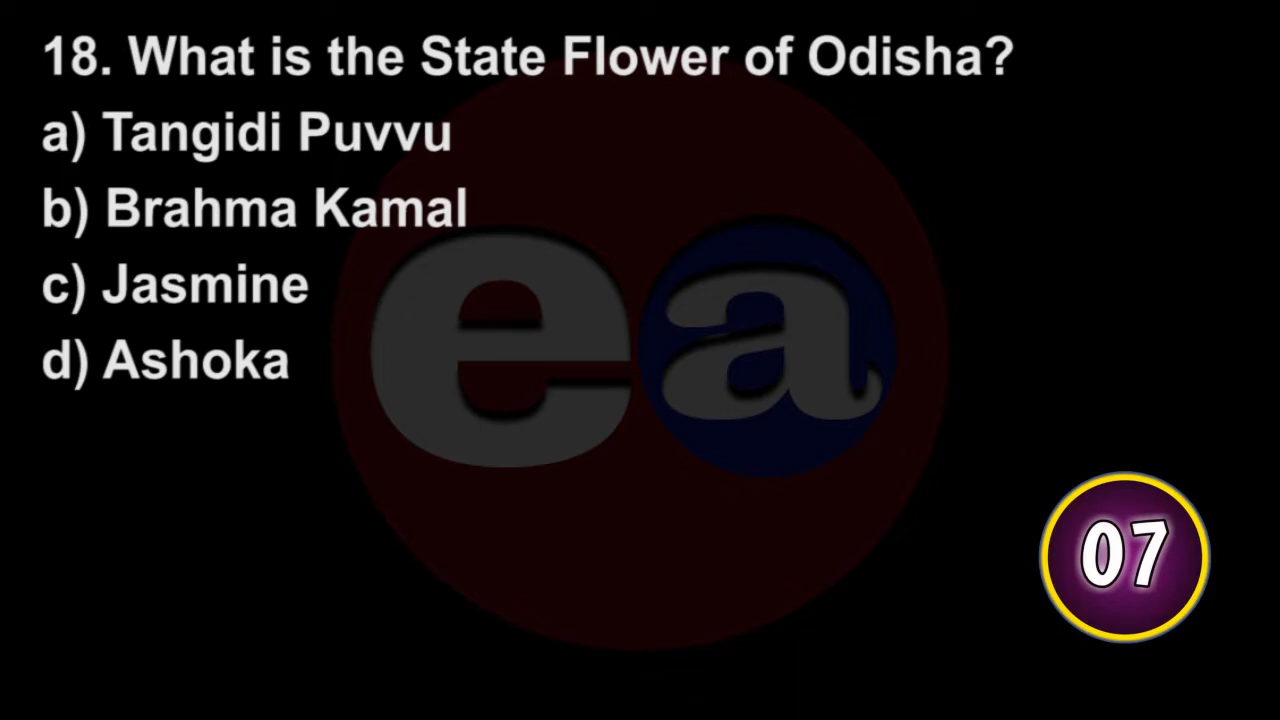 18. What is the State Flower of Odisha?
a) Tangidi Puvvu
b) Brahma Kamal
c) Jasmine
d) Ashoka
ea
07